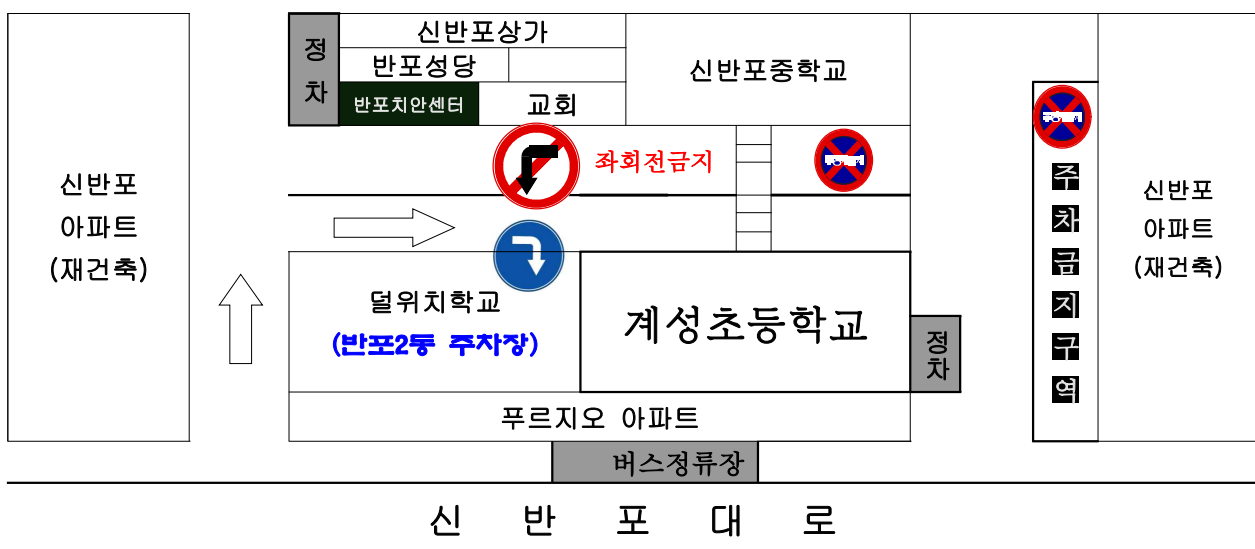 정차
신반포상가
반포성당
반포치안센터
교회
신반포중학교
좌회전금지
신반포
아파트
(재건축)
덜위치학교
(반포2동 주차장)
계성초등학교
정차
푸르지오 아파트
버스정류장
주차금지구역
신반포
아파트
(재건축)
신 반 포 대 로